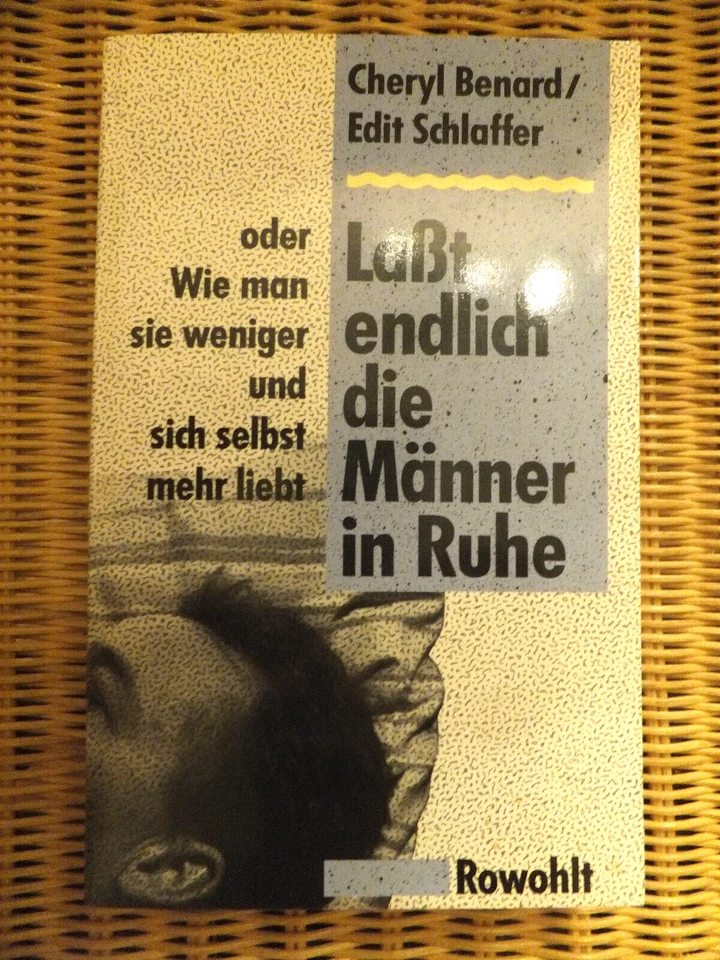 Cheryl Benard/
Edit Schlaffer
Laßt
endlich
die
Männer
in Ruhe
oder
Wie man
sie weniger
und
sich selbst
mehr liebt
Rowohlt